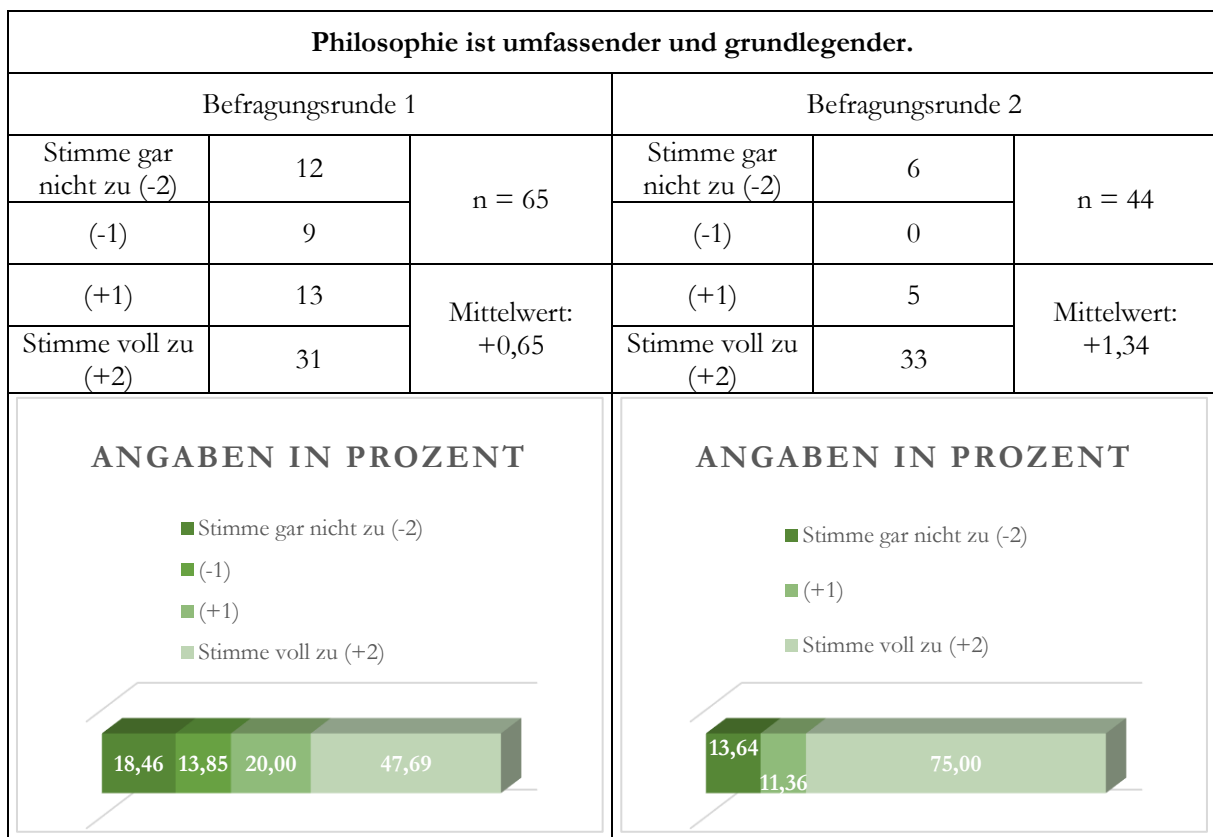 Philosophie ist umfassender und grundlegender.
Befragungsrunde 1
Befragungsrunde 2
Stimme gar
nicht zu (-2)
12
n = 65
(-1)
9
(+1)
13
Mittelwert:
+0,65
Stimme voll zu
(+2)
31
Stimme gar
nicht zu (-2)
6
n = 44
(-1)
0
(+1)
5
Mittelwert:
+1,34
Stimme voll zu
(+2)
33
ANGABEN IN PROZENT
Stimme gar nicht zu (-2)
(-1)
(+1)
Stimme voll zu (+2)
18,46
13,85
20,00
47,69
ANGABEN IN PROZENT
Stimme gar nicht zu (-2)
(+1)
Stimme voll zu (+2)
13,64
11,36
75,00